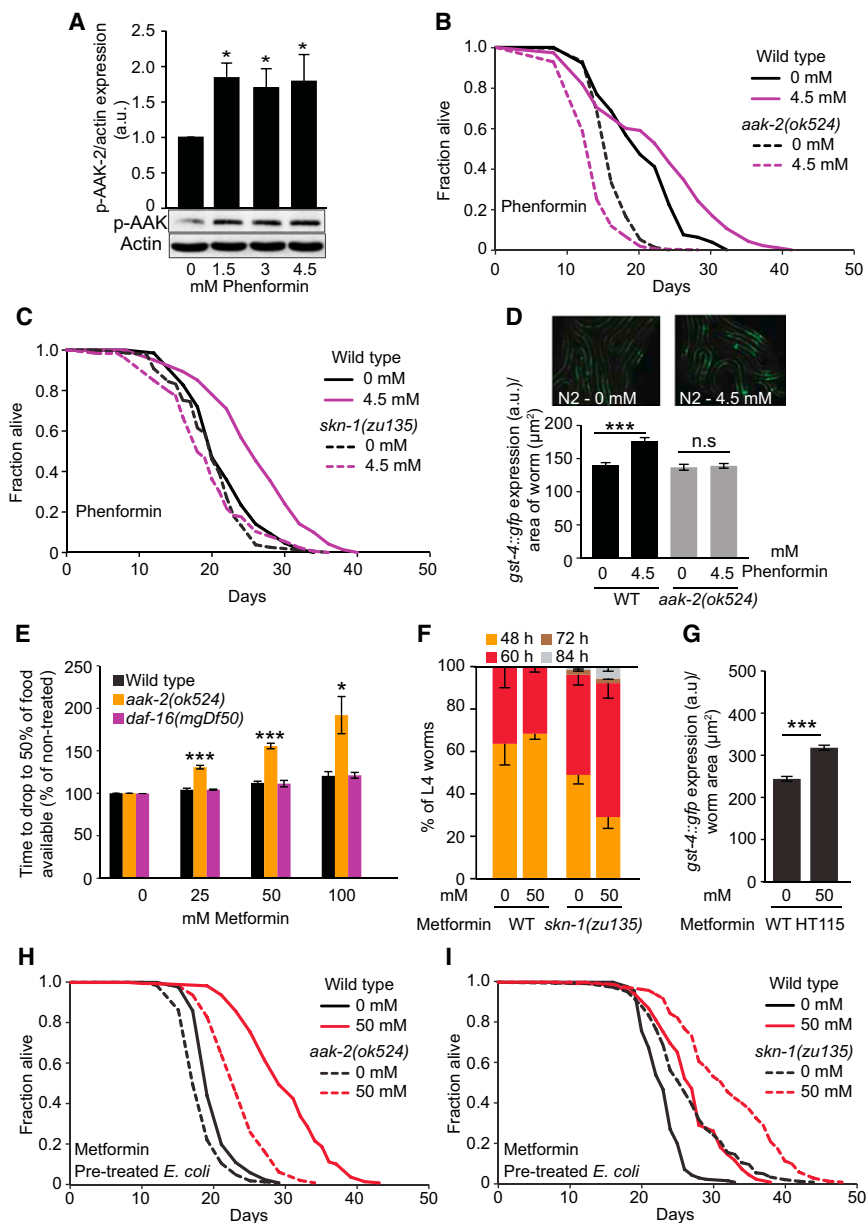 A
p-AAK-2/actin expression
(a.u.)
2.5
2.0
1.5
1.0
0.5
0
*
*
*
p-AAK
Actin
0 1.5 3 4.5
mM Phenformin
B
Fraction alive
1.0
0.8
0.6
0.4
0.2
0
Wild type
0 mM
4.5 mM
aak-2(ok524)
0 mM
4.5 mM
Phenformin
0 10 20 30 40 50
Days
C
Fraction alive
1.0
0.8
0.6
0.4
0.2
0
Wild type
0 mM
4.5 mM
skn-1(zu135)
0 mM
4.5 mM
Phenformin
0 10 20 30 40 50
Days
D
N2 - 0 mM
N2 - 4.5 mM
gst-4::gfp expression (a.u.)/
area of worm (µm²)
200
150
100
50
0
***
n.s
mM
0 4.5 0 4.5 Phenformin
WT aak-2(ok524)
E
Time to drop to 50% of food
available (% of non-treated)
250
200
150
100
50
0
Wild type
aak-2(ok524)
daf-16(mgDf50)
***
***
*
0 25 50 100
mM Metformin
F
48 h 72 h
60 h 84 h
% of L4 worms
100
80
60
40
20
0
mM 0 50 0 50
Metformin WT skn-1(zu135)
G
gst-4::gfp expression (a.u)/
worm area (µm²)
500
400
300
200
100
0
***
mM 0 50
Metformin WT HT115
H
Fraction alive
1.0
0.8
0.6
0.4
0.2
0
Wild type
0 mM
50 mM
aak-2(ok524)
0 mM
50 mM
Metformin
Pre-treated E. coli
0 10 20 30 40 50
Days
I
Fraction alive
1.0
0.8
0.6
0.4
0.2
0
Wild type
0 mM
50 mM
skn-1(zu135)
0 mM
50 mM
Metformin
Pre-treated E. coli
0 10 20 30 40 50
Days